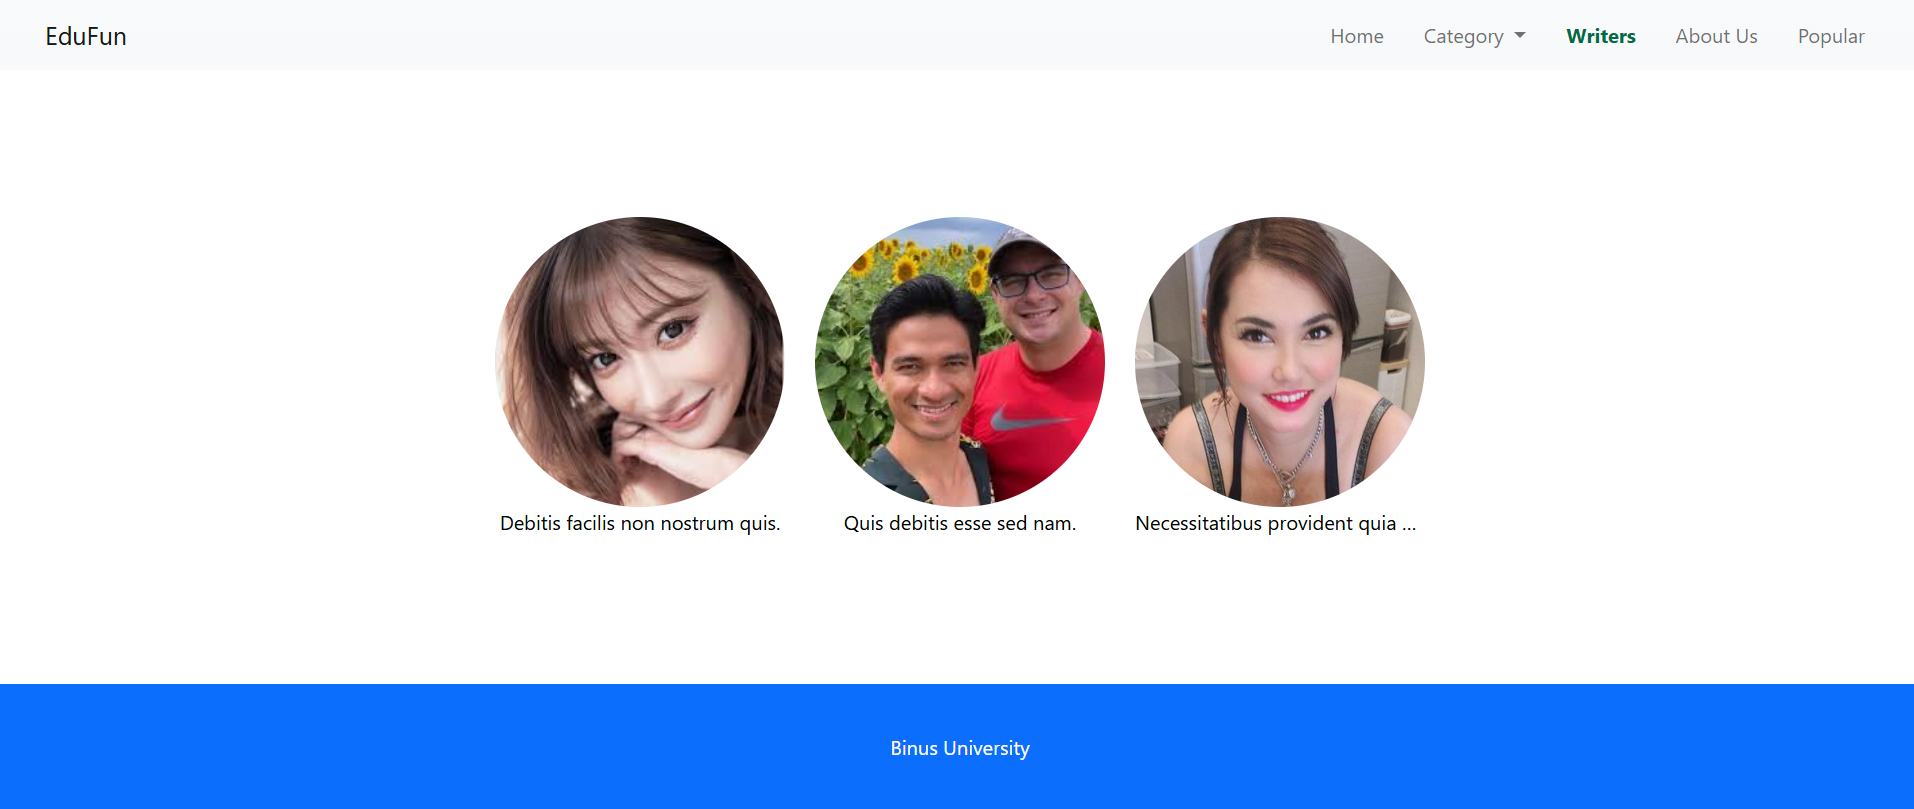 EduFun
Home Category Writers About Us Popular
Debitis facilis non nostrum quis.
Quis debitis esse sed nam.
Necessitatibus provident quia ...
Binus University